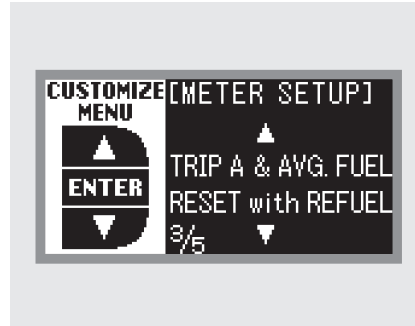 CUSTOMIZE
MENU
ENTER
[METER SETUP]
TRIP A & AVG. FUEL
RESET with REFUEL
3/5